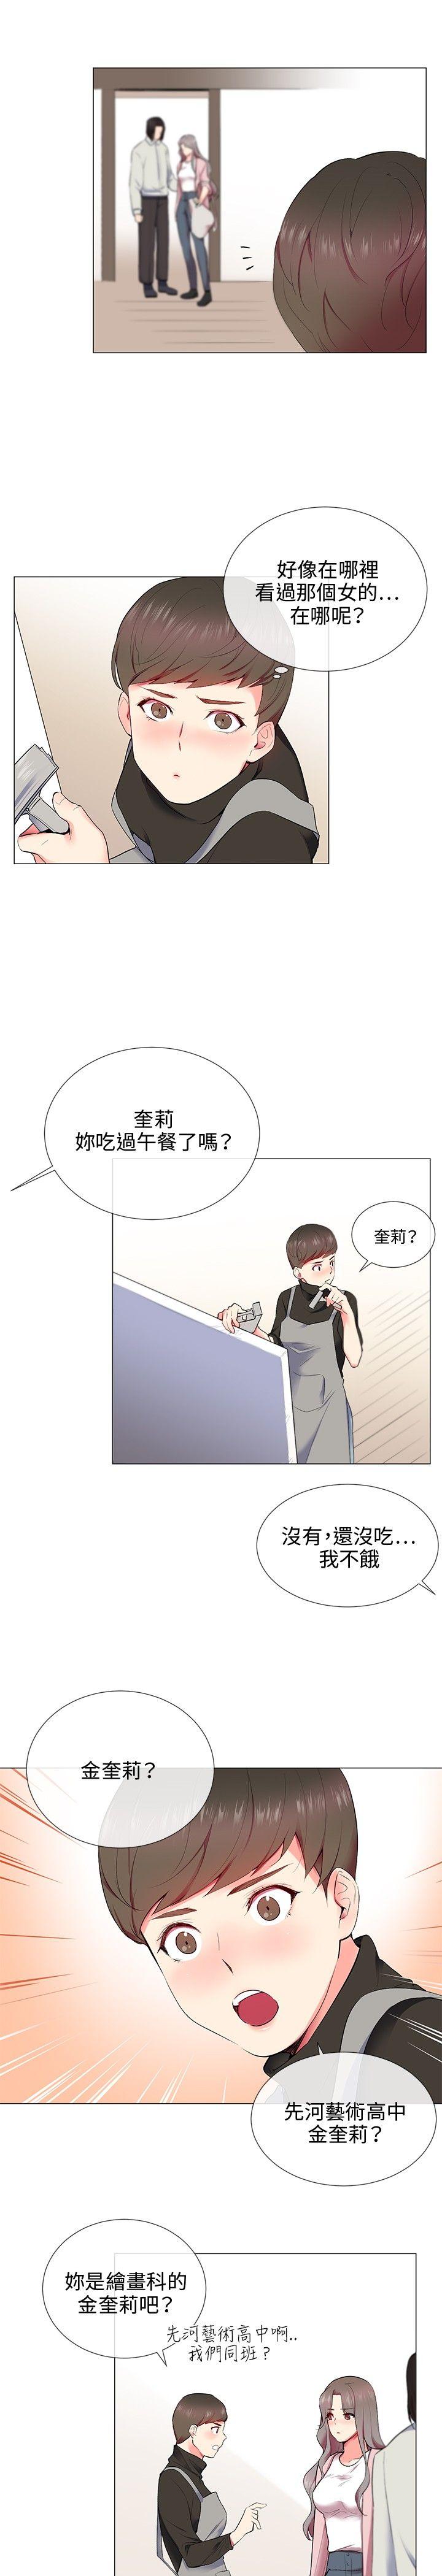 好像在哪裡
看過那個女的...
在哪呢？
奎莉
妳吃過午餐了嗎？
奎莉？
沒有，還沒吃...
我不餓
金奎莉？
先河藝術高中
金奎莉？
妳是繪畫科的
金奎莉吧？
先河藝術高中啊..
我們同班？